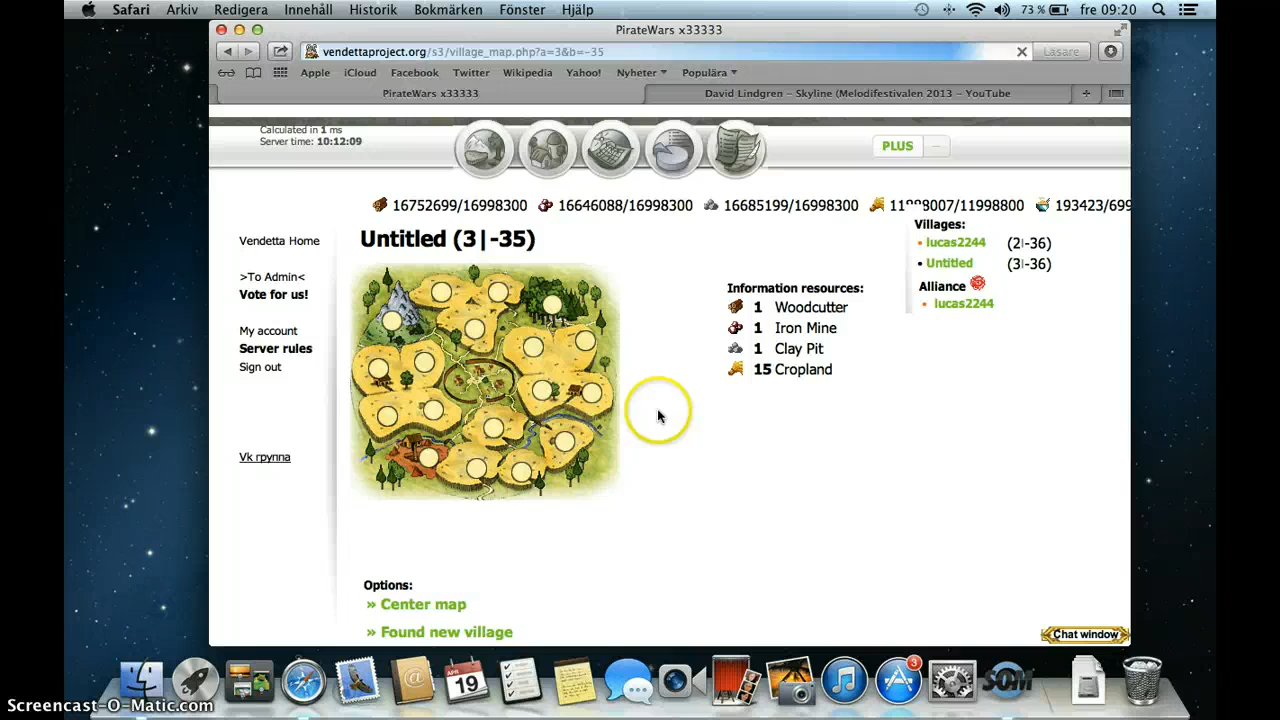 Safari Arkiv Redigera Innehåll Historik Bokmärken Fönster Hjälp 73 % fre 09:20
PirateWars x33333
vendettaproject.org/s3/village_map.php?a=3&b=-35 Läsare
Apple iCloud Facebook Twitter Wikipedia Yahoo! Nyheter Populära
PirateWars x33333 David Lindgren – Skyline (Melodifestivalen 2013 – YouTube
Calculated in 1 ms
Server time: 10:12:09
PLUS
16752699/16998300 16646088/16998300 16685199/16998300 /11998800
Villages:
lucas2244 (2|-36)
Untitled (3|-36)
Alliance
lucas2244
Vendetta Home
>To Admin<
Vote for us!
My account
Server rules
Sign out
Vk группа
Untitled (3|-35)
Information resources:
1 Woodcutter
1 Iron Mine
1 Clay Pit
15 Cropland
Options:
» Center map
» Found new village
Chat window
APR
19
3
SOM
Screencast-O-Matic.com